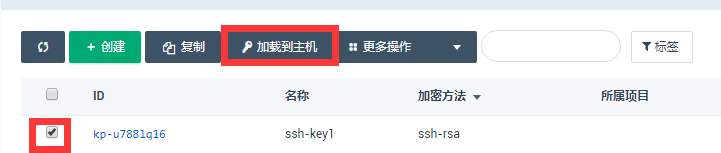 + 创建 复制 加载到主机 更多操作 标签
ID 名称 加密方法 所属项目
kp-u788lq16 ssh-key1 ssh-rsa